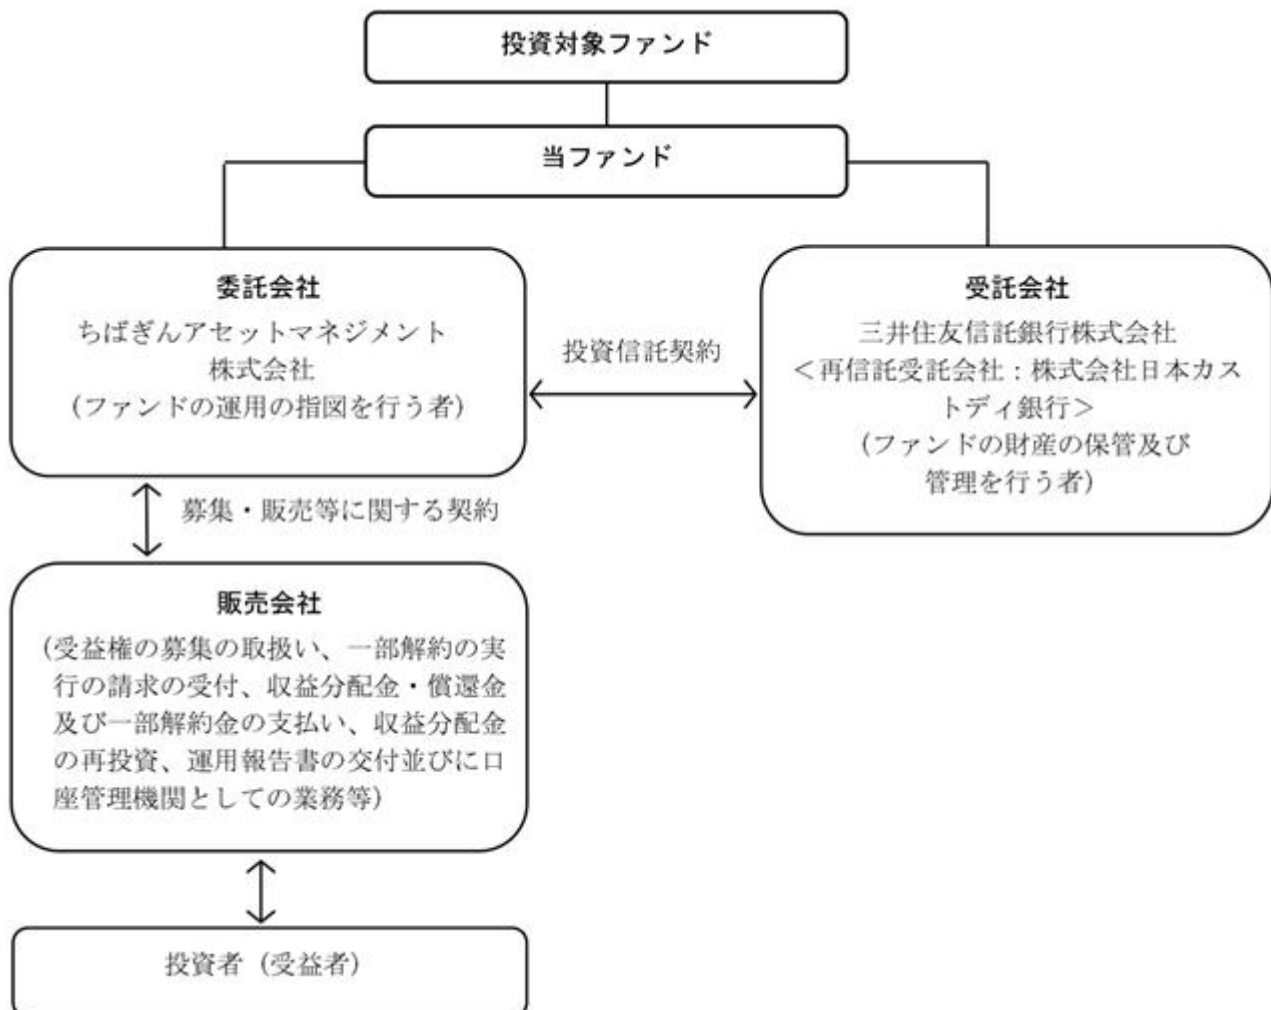 投資対象ファンド
当ファンド
委託会社
ちばぎんアセットマネジメント
株式会社
(ファンドの運用の指図を行う者)
投資信託契約
受託会社
三井住友信託銀行株式会社
<再信託受託会社：株式会社日本カス
トディ銀行>
(ファンドの財産の保管及び
管理を行う者)
募集・販売等に関する契約
販売会社
(受益権の募集の取扱い、一部解約の実
行の請求の受付、収益分配金・償還金
及び一部解約金の支払い、収益分配金
の再投資、運用報告書の交付並びに口
座管理機関としての業務等)
投資者（受益者）